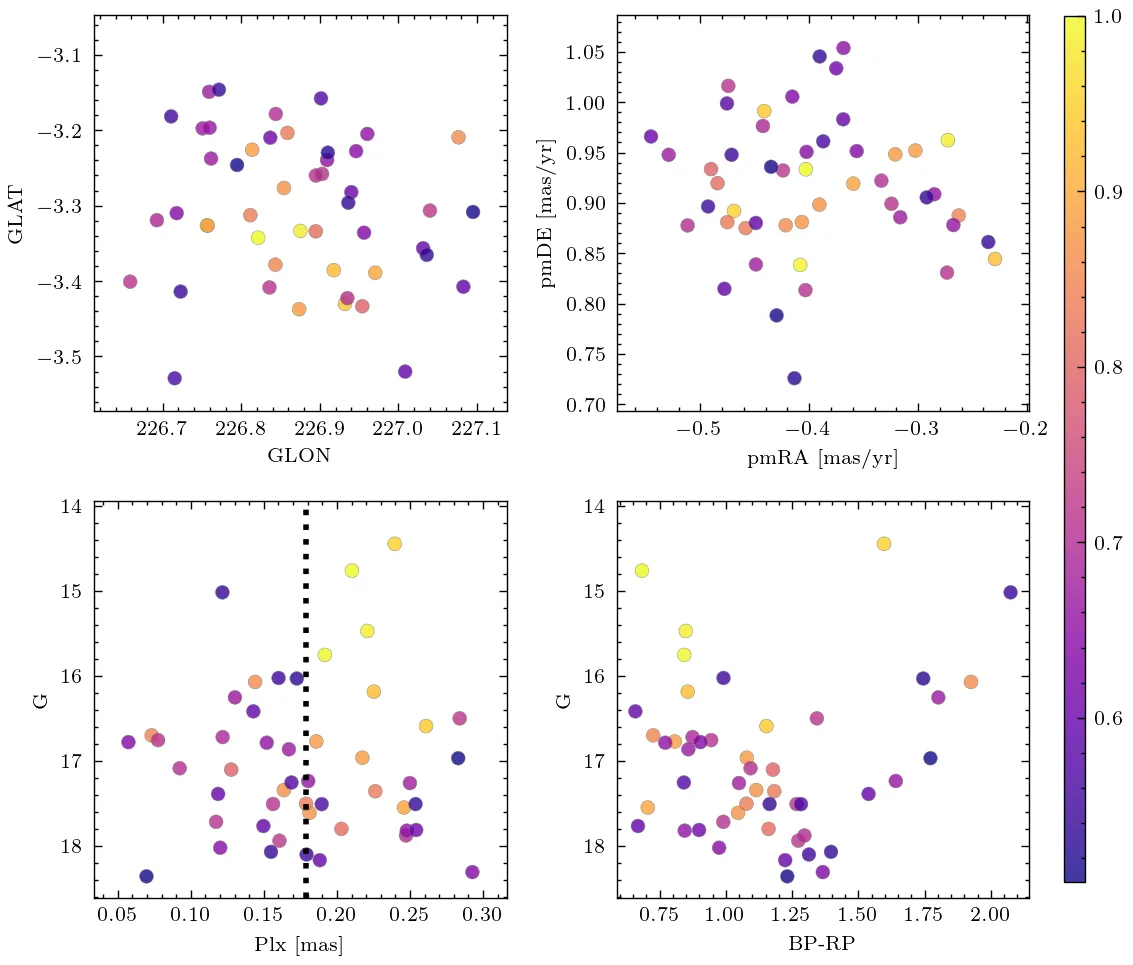 −3.1
−3.2
−3.3
−3.4
−3.5
GLAT
226.7 226.8 226.9 227.0 227.1
GLON
1.05
1.00
0.95
0.90
0.85
0.80
0.75
0.70
pmDE [mas/yr]
−0.5 −0.4 −0.3 −0.2
pmRA [mas/yr]
1.0
0.9
0.8
0.7
0.6
14
15
16
17
18
G
0.05 0.10 0.15 0.20 0.25 0.30
Plx [mas]
14
15
16
17
18
G
0.75 1.00 1.25 1.50 1.75 2.00
BP-RP